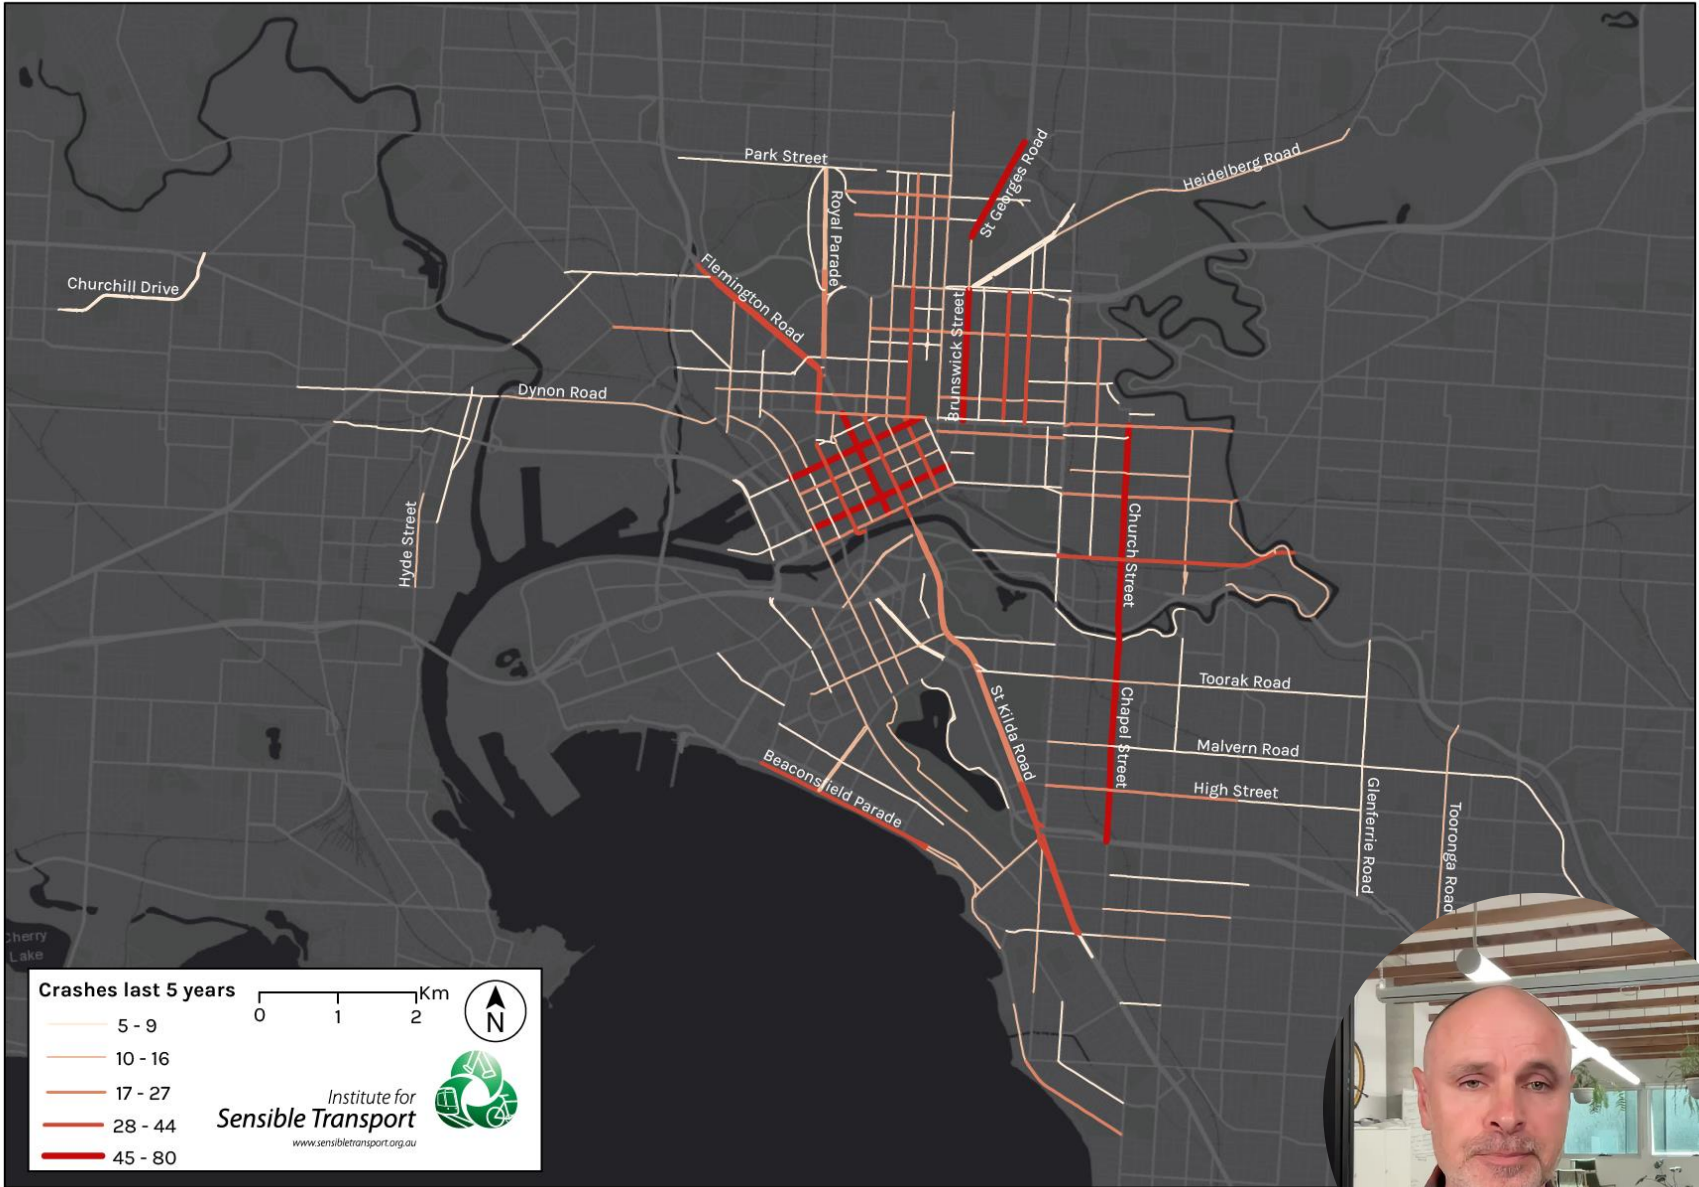 Park Street
St Georges Road
Heidelberg Road
Royal Parade
Flemington Road
Churchill Drive
Brunswick Street
Dynon Road
Hyde Street
Church Street
Toorak Road
St Kilda Road
Chapel Street
Malvern Road
Beaconsfield Parade
High Street
Glenferrie Road
Tooronga Road
Cherry
Lake
Crashes last 5 years
0 1 2 Km
N
5 - 9
10 - 16
17 - 27
28 - 44
45 - 80
Institute for
Sensible Transport
www.sensibletransport.org.au